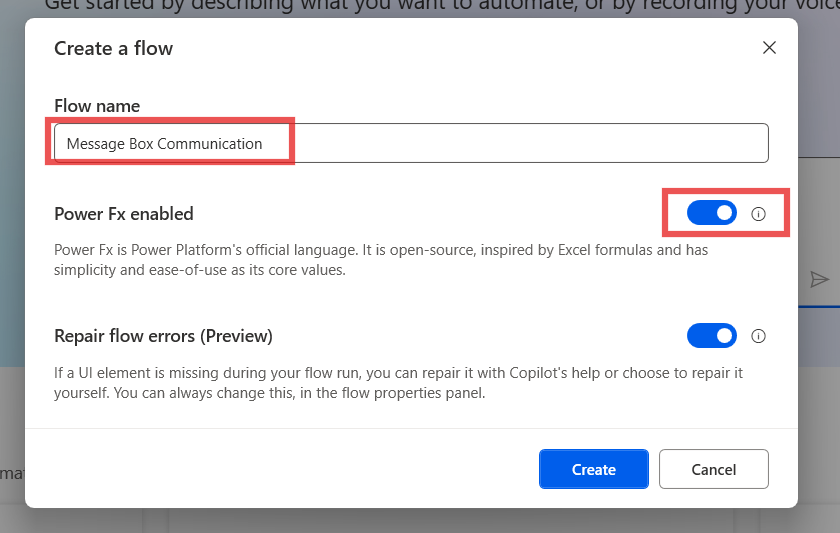 Get started by describing what you want to automate, or by recording your voice
Create a flow
Flow name
Message Box Communication
Power Fx enabled
Power Fx is Power Platform's official language. It is open-source, inspired by Excel formulas and has
simplicity and ease-of-use as its core values.
Repair flow errors (Preview)
If a UI element is missing during your flow run, you can repair it with Copilot's help or choose to repair it
yourself. You can always change this, in the flow properties panel.
Create
Cancel